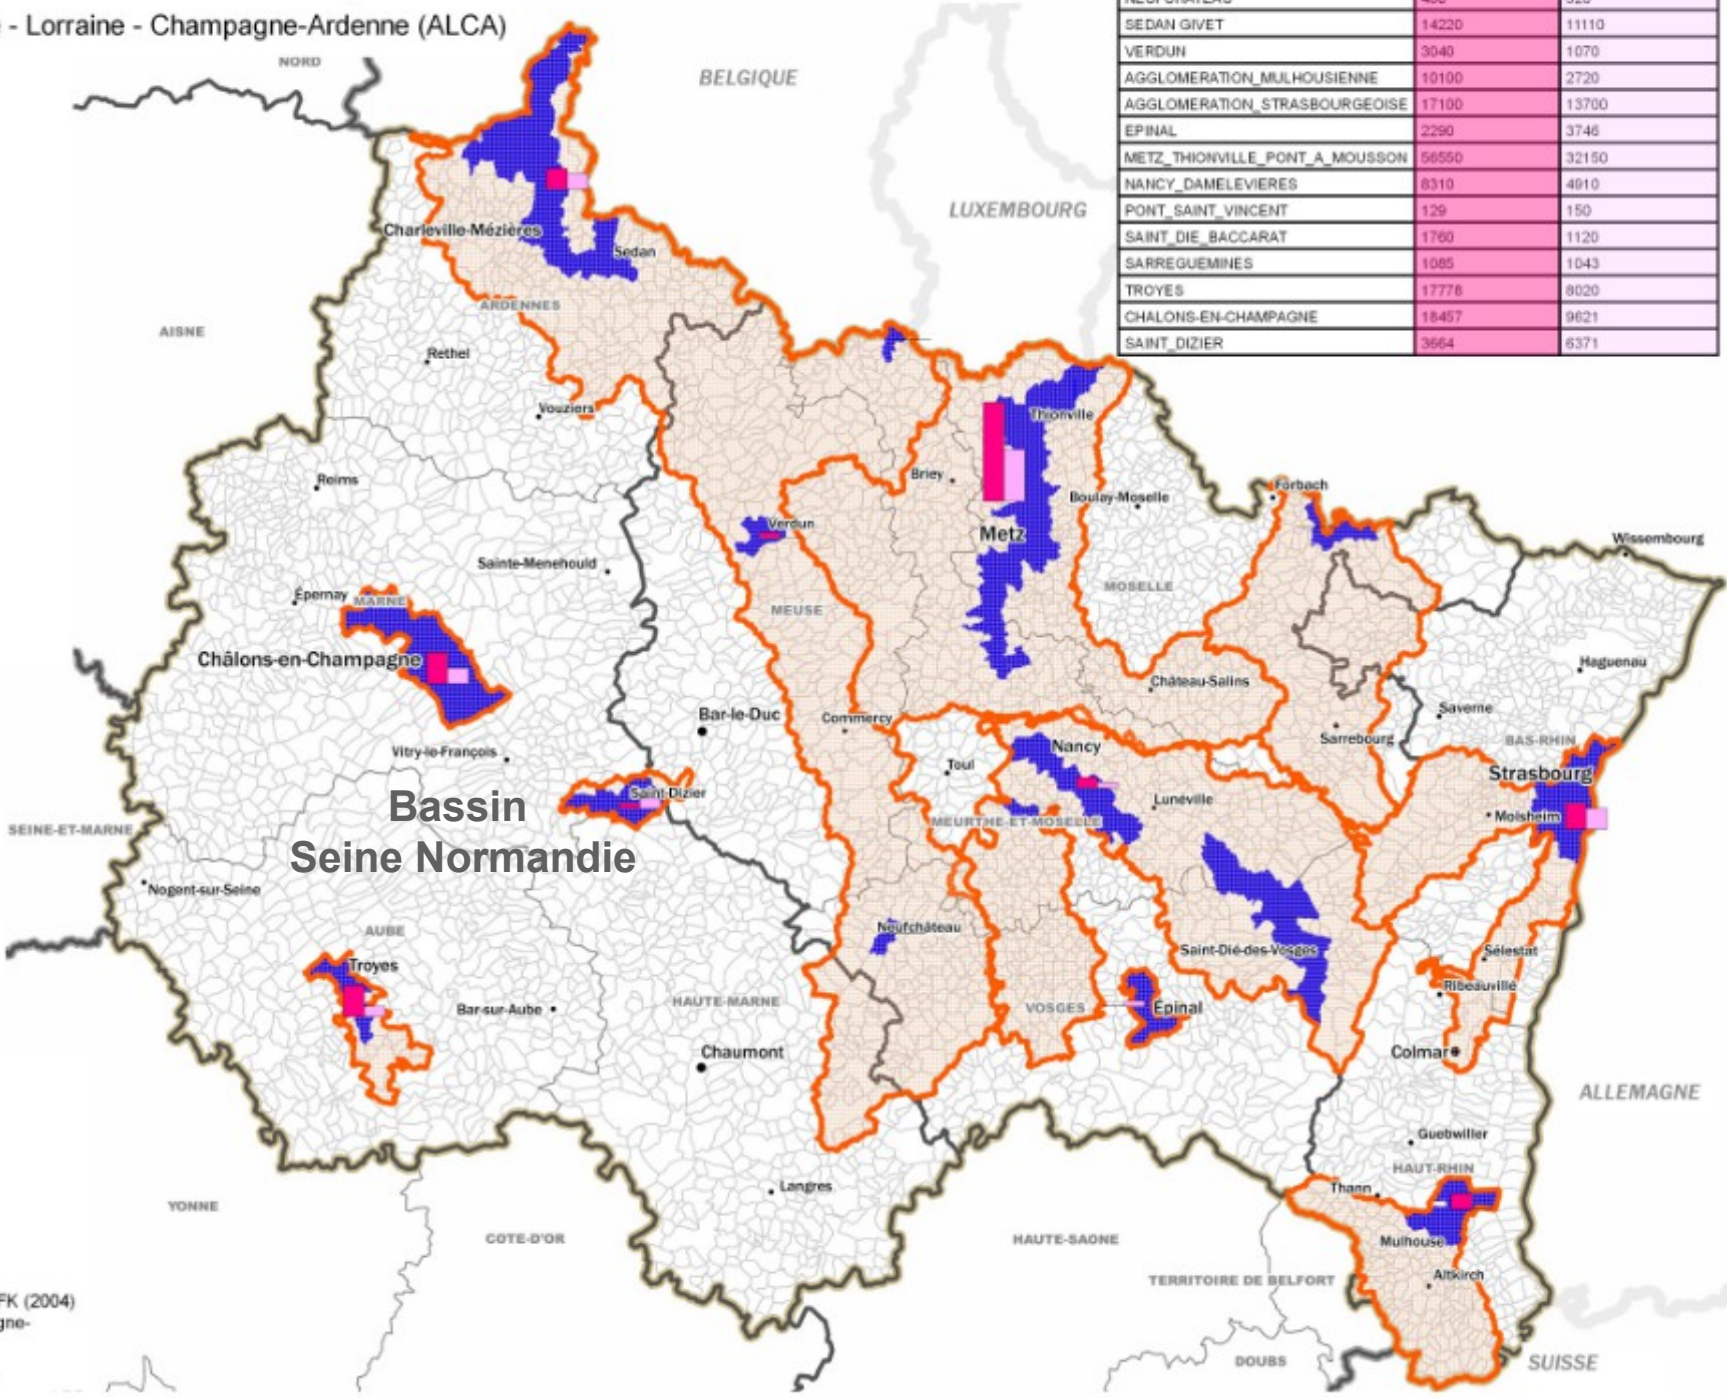 - Lorraine - Champagne-Ardenne (ALCA)
SEDAN GIVET 14220 11110
VERDUN 3040 1070
AGGLOMERATION_MULHOUSIENNE 10100 2720
AGGLOMERATION_STRASBOURGEOISE 17100 13700
EPINAL 2290 3746
METZ_THIONVILLE_PONT_A_MOUSSON 56550 32150
NANCY_DAMELEVIERES 8310 4910
PONT_SAINT_VINCENT 129 150
SAINT_DIE_BACCARAT 1760 1120
SARREGUEMINES 1085 1043
TROYES 17778 8020
CHALONS-EN-CHAMPAGNE 18457 9621
SAINT_DIZIER 3664 6371
NORD
BELGIQUE
LUXEMBOURG
Charleville-Mézières
Sedan
ARDENNES
AISNE
Rethel
Vouziers
Thionville
Briey
Reims
Forbach
Boulay-Moselle
Verdun
Metz
Wissembourg
Sainte-Menehould
MOSELLE
Épernay
MARNE
MEUSE
Châlons-en-Champagne
Haguenau
Château-Salins
Saverne
Bar-le-Duc
Commercy
Sarrebourg
BAS-RHIN
Vitry-le-François
Nancy
Toul
Strasbourg
Saint-Dizier
Lunéville
Bassin
Seine Normandie
MEURTHE-ET-MOSELLE
Molsheim
SEINE-ET-MARNE
Nogent-sur-Seine
AUBE
Neufchâteau
Saint-Dié-des-Vosges
Sélestat
Troyes
Ribeauvillé
Bar-sur-Aube
HAUTE-MARNE
VOSGES
Épinal
Chaumont
Colmar
ALLEMAGNE
Guebwiller
HAUT-RHIN
Langres
Thann
YONNE
COTE-D'OR
HAUTE-SAONE
Mulhouse
TERRITOIRE DE BELFORT
Altkirch
FK (2004)
gne-
DOUBS
SUISSE